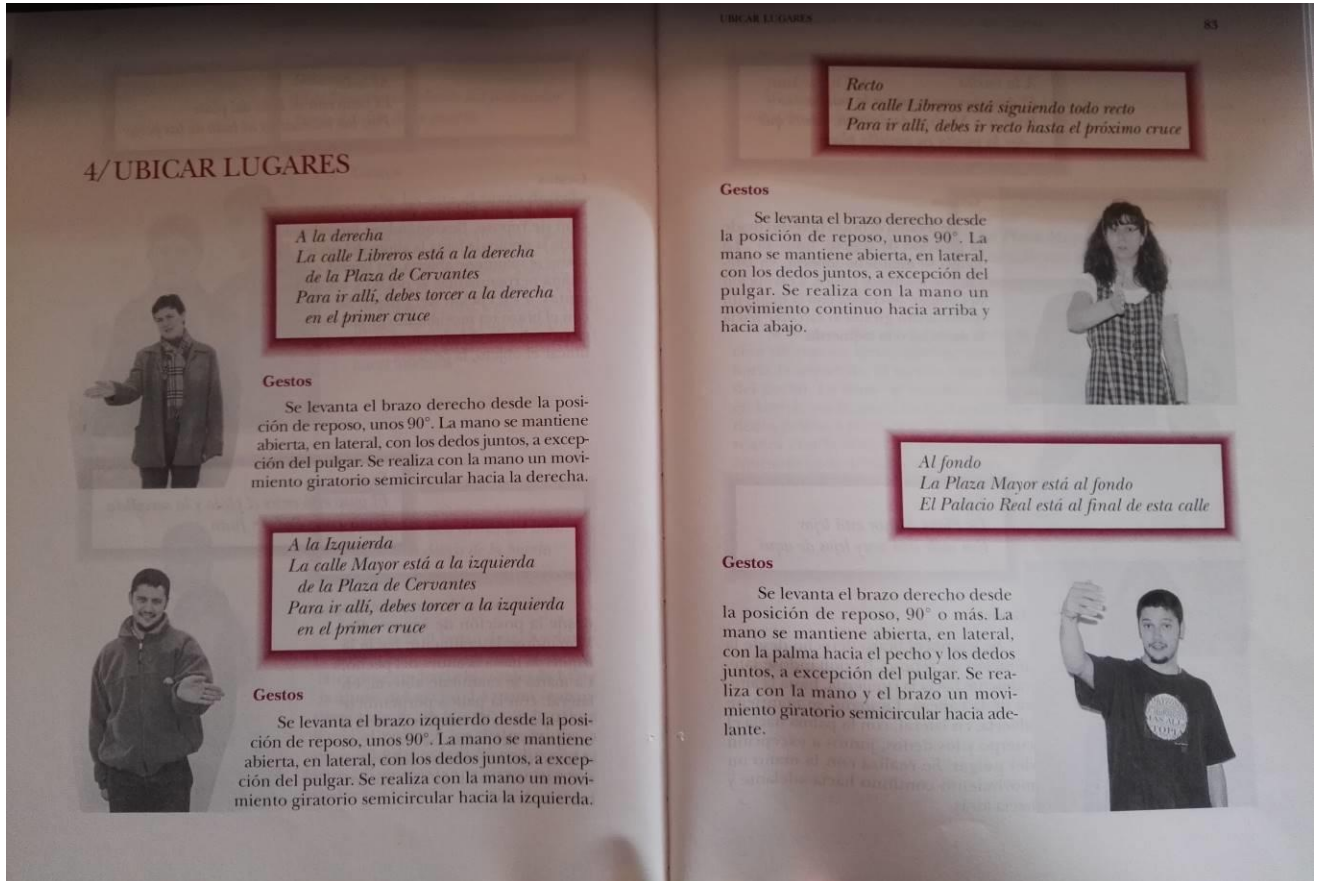 4/ UBICAR LUGARES
A la derecha
La calle Libreros está a la derecha
de la Plaza de Cervantes
Para ir allí, debes torcer a la derecha
en el primer cruce
Gestos
Se levanta el brazo derecho desde la posi-
ción de reposo, unos 90°. La mano se mantiene
abierta, en lateral, con los dedos juntos, a excep-
ción del pulgar. Se realiza con la mano un movi-
miento giratorio semicircular hacia la derecha.
A la Izquierda
La calle Mayor está a la izquierda
de la Plaza de Cervantes
Para ir allí, debes torcer a la izquierda
en el primer cruce
Gestos
Se levanta el brazo izquierdo desde la posi-
ción de reposo, unos 90°. La mano se mantiene
abierta, en lateral, con los dedos juntos, a excep-
ción del pulgar. Se realiza con la mano un movi-
miento giratorio semicircular hacia la izquierda.
UBICAR LUGARES
83
Recto
La calle Libreros está siguiendo todo recto
Para ir allí, debes ir recto hasta el próximo cruce
Gestos
Se levanta el brazo derecho desde
la posición de reposo, unos 90°. La
mano se mantiene abierta, en lateral,
con los dedos juntos, a excepción del
pulgar. Se realiza con la mano un
movimiento continuo hacia arriba y
hacia abajo.
Al fondo
La Plaza Mayor está al fondo
El Palacio Real está al final de esta calle
Gestos
Se levanta el brazo derecho desde
la posición de reposo, 90° o más. La
mano se mantiene abierta, en lateral,
con la palma hacia el pecho y los dedos
juntos, a excepción del pulgar. Se rea-
liza con la mano y el brazo un movi-
miento giratorio semicircular hacia ade-
lante.